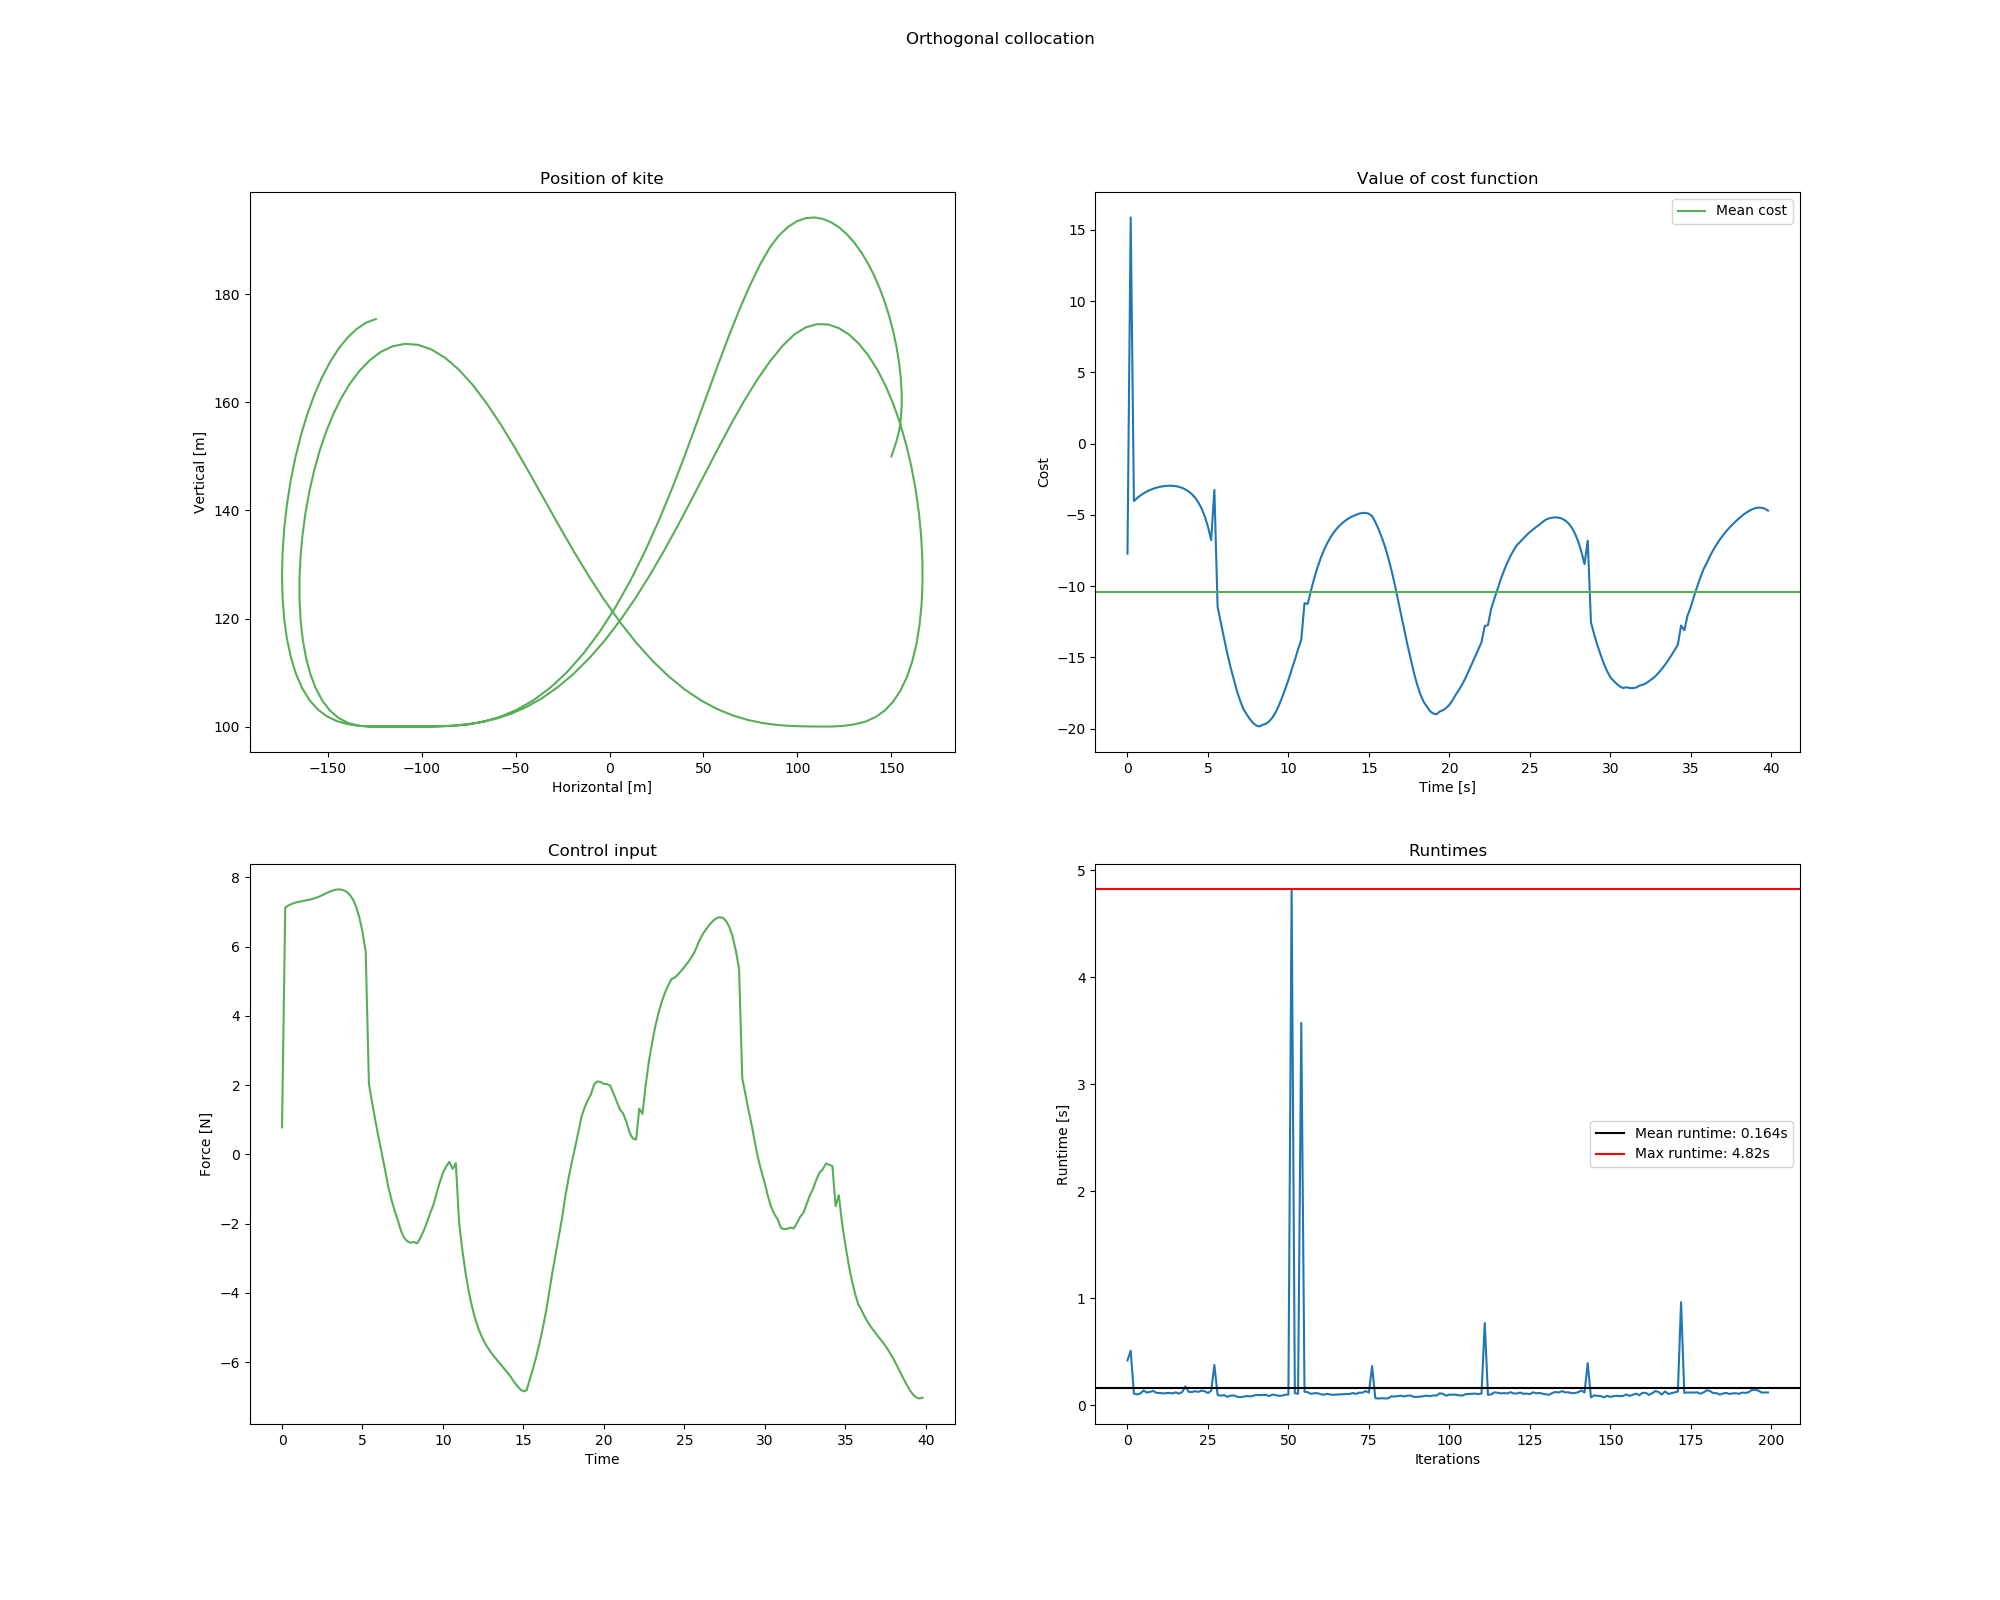 Orthogonal collocation
Position of kite
Vertical [m]
180
160
140
120
100
−150 −100 −50 0 50 100 150
Horizontal [m]
Value of cost function
Mean cost
Cost
15
10
5
0
−5
−10
−15
−20
0 5 10 15 20 25 30 35 40
Time [s]
Control input
Force [N]
8
6
4
2
0
−2
−4
−6
0 5 10 15 20 25 30 35 40
Time
Runtimes
Runtime [s]
5
4
3
2
1
0
Mean runtime: 0.164s
Max runtime: 4.82s
0 25 50 75 100 125 150 175 200
Iterations